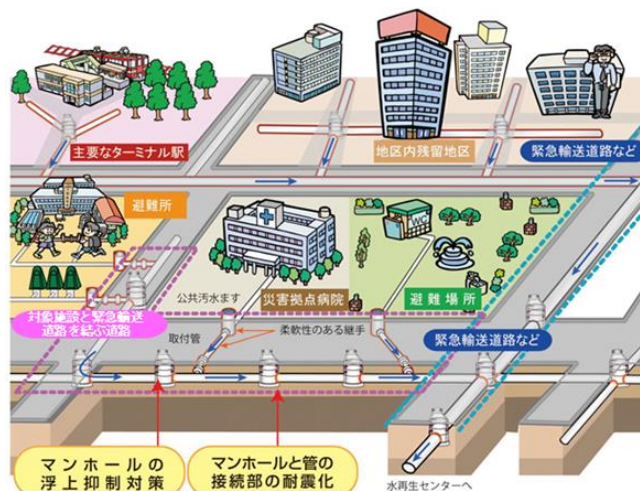 主要なターミナル駅
地区内残留地区
緊急輸送道路など
避難所
WC
公共汚水ます
災害拠点病院
避難場所
対象施設と緊急輸送
道路を結ぶ道路
取付管
柔軟性のある継手
緊急輸送道路など
マンホールの
浮上抑制対策
マンホールと管の
接続部の耐震化
水再生センターへ